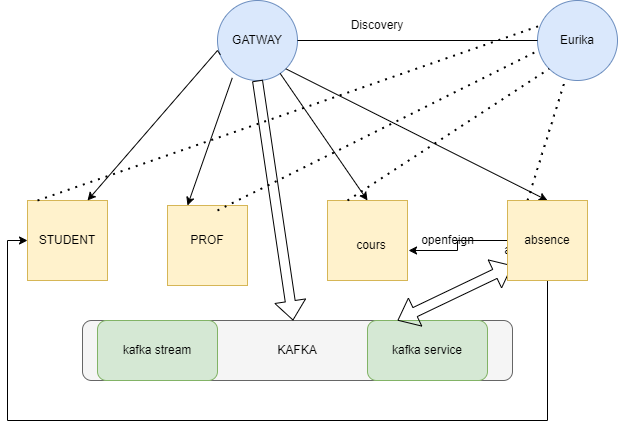 Discovery
GATWAY
Eurika
STUDENT
PROF
cours
openfeign
absence
kafka stream
KAFKA
kafka service